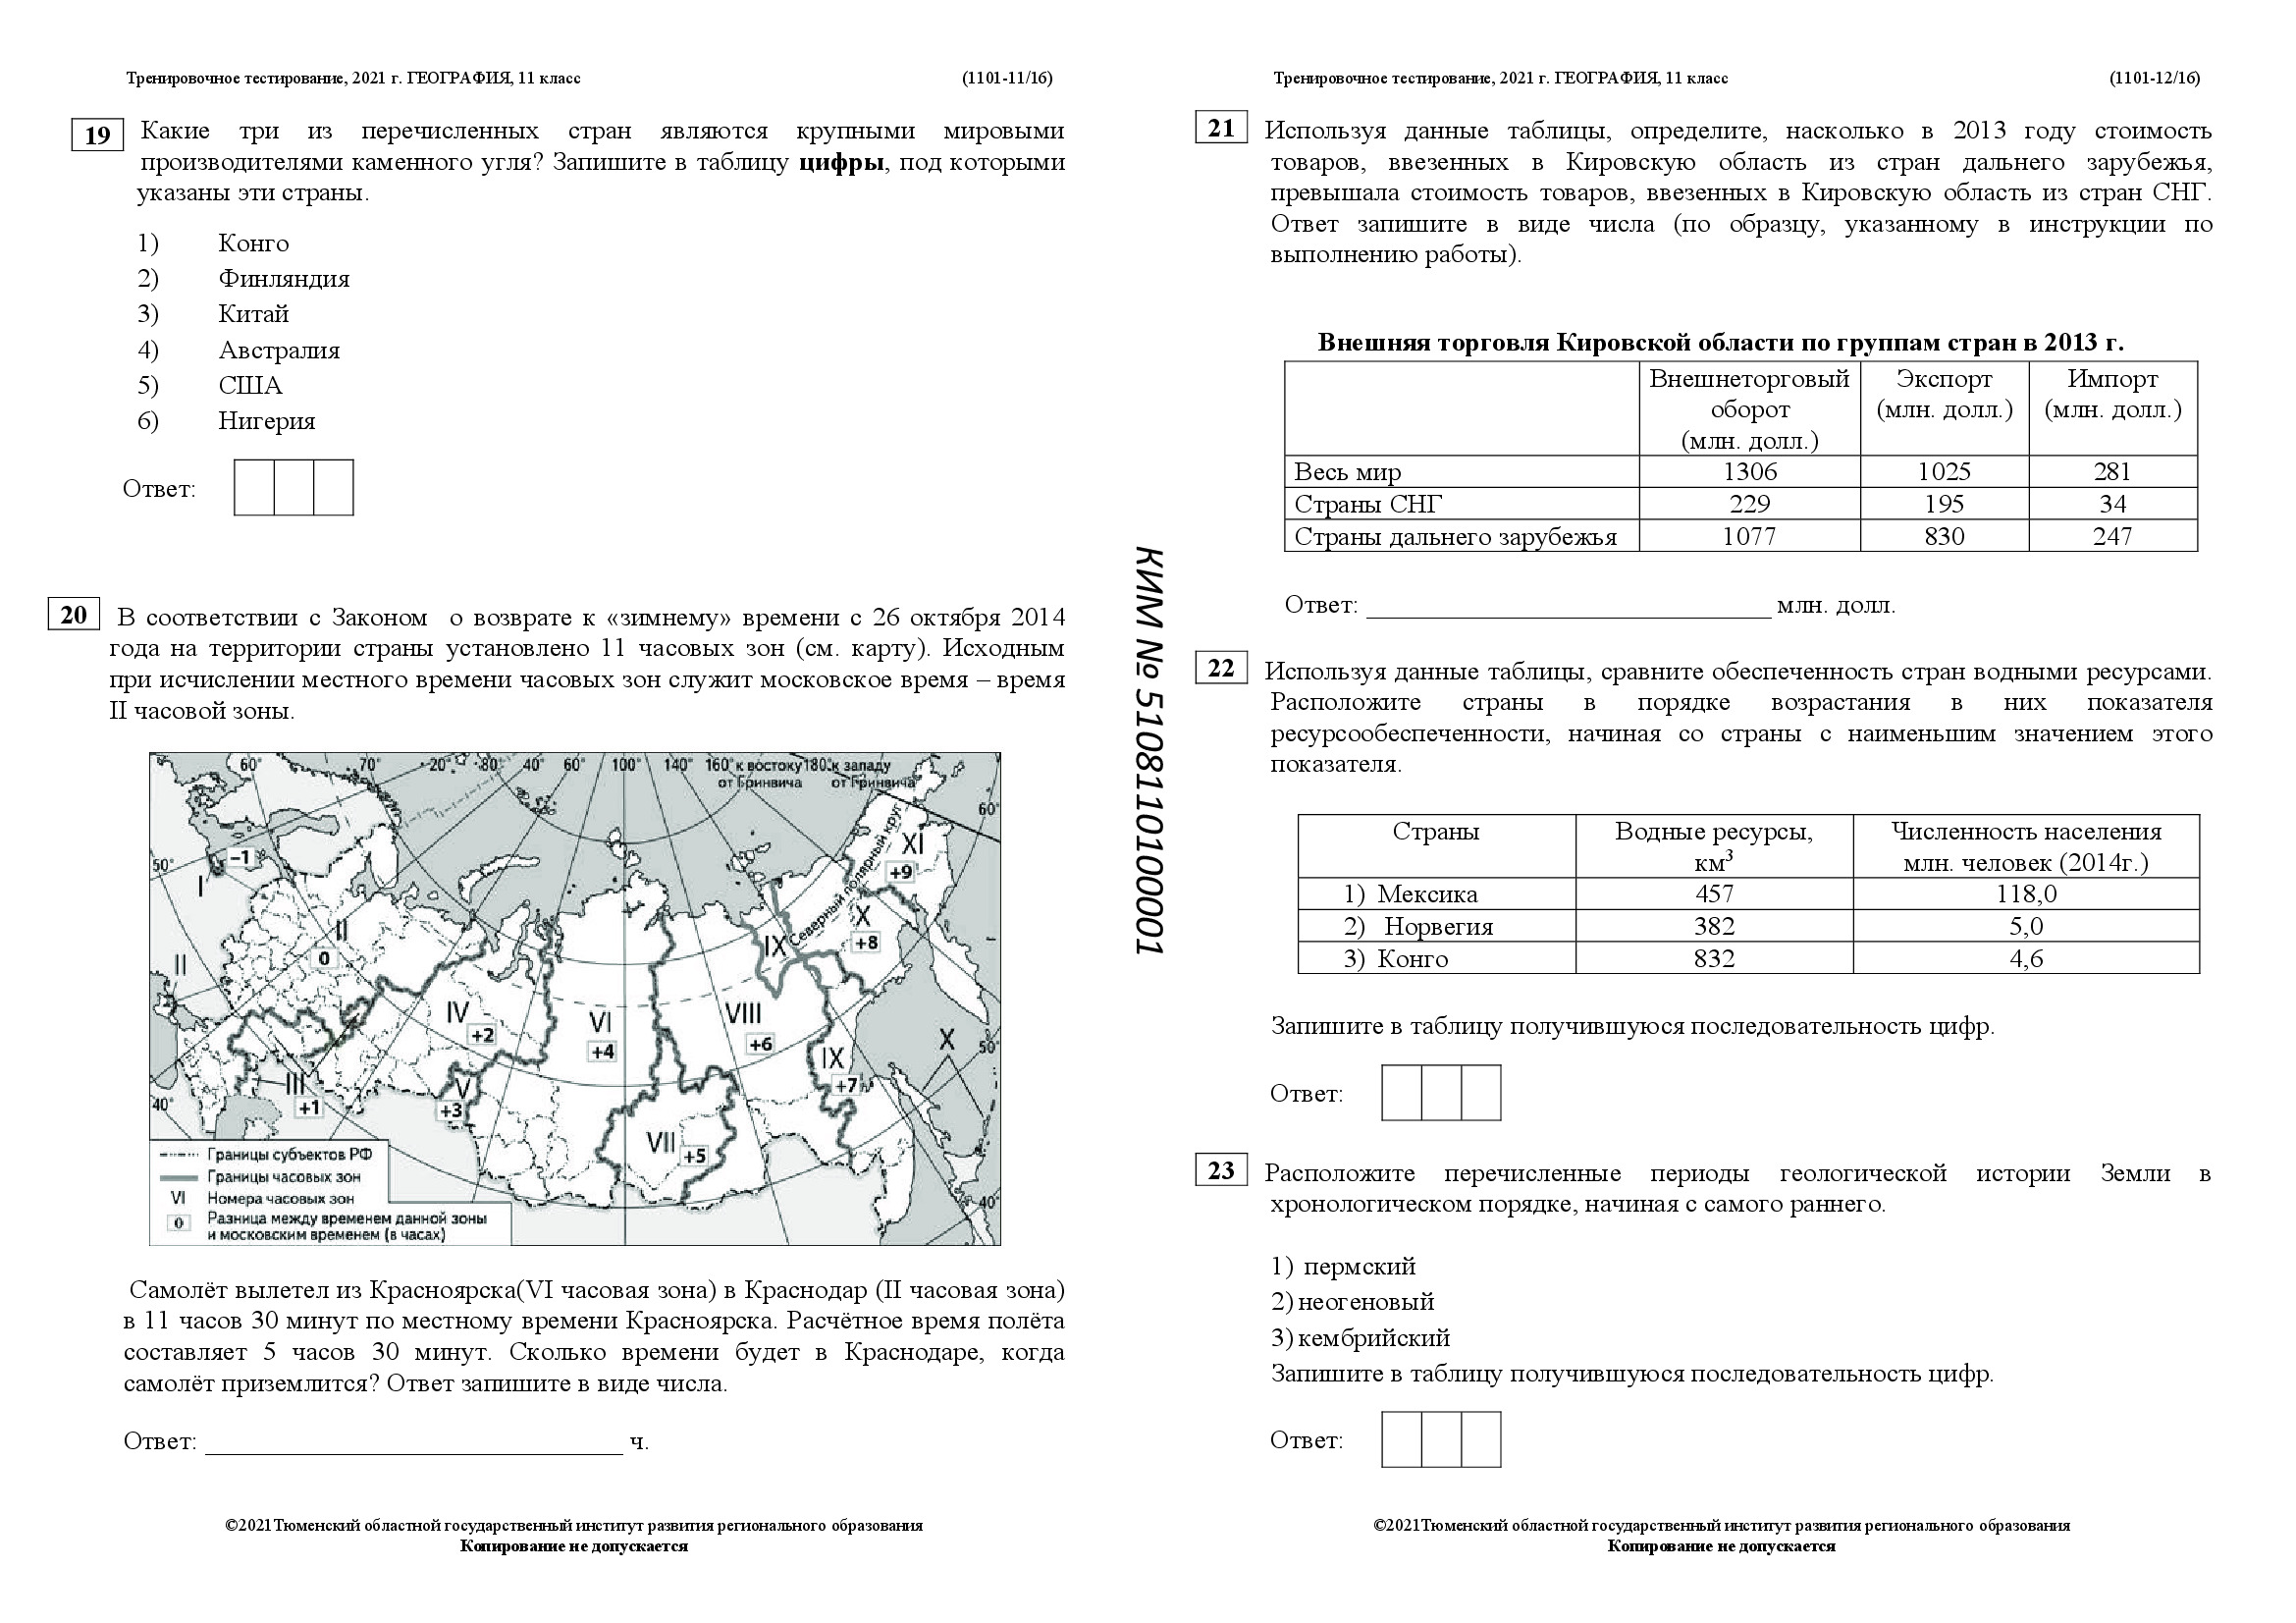 Тренировочное тестирование, 2021 г. ГЕОГРАФИЯ, 11 класс (1101-11/16)
19 Какие три из перечисленных стран являются крупными мировыми
производителями каменного угля? Запишите в таблицу цифры, под которыми
указаны эти страны.
1) Конго
2) Финляндия
3) Китай
4) Австралия
5) США
6) Нигерия
Ответ:
20 В соответствии с Законом о возврате к «зимнему» времени с 26 октября 2014
года на территории страны установлено 11 часовых зон (см. карту). Исходным
при исчислении местного времени часовых зон служит московское время – время
II часовой зоны.
60° 70° 20° 80° 40° 60° 100° 140° 160° к востоку 180° к западу
от Гринвича от Гринвича
60°
Северный полярный круг
XI
+9
50°
-1
I
II
0
X
+8
IX
II
IV
+2
VI
+4
VIII
+6
X
50°
IX
+7
III
+1
V
+3
40°
VII
+5
40°
Границы субъектов РФ
Границы часовых зон
VI Номера часовых зон
0 Разница между временем данной зоны
и московским временем (в часах)
Самолёт вылетел из Красноярска(VI часовая зона) в Краснодар (II часовая зона)
в 11 часов 30 минут по местному времени Красноярска. Расчётное время полёта
составляет 5 часов 30 минут. Сколько времени будет в Краснодаре, когда
самолёт приземлится? Ответ запишите в виде числа.
Ответ: ______________________________ ч.
©2021Тюменский областной государственный институт развития регионального образования
Копирование не допускается
КИМ № 5108110100001
Тренировочное тестирование, 2021 г. ГЕОГРАФИЯ, 11 класс (1101-12/16)
21 Используя данные таблицы, определите, насколько в 2013 году стоимость
товаров, ввезенных в Кировскую область из стран дальнего зарубежья,
превышала стоимость товаров, ввезенных в Кировскую область из стран СНГ.
Ответ запишите в виде числа (по образцу, указанному в инструкции по
выполнению работы).
Внешняя торговля Кировской области по группам стран в 2013 г.
Внешнеторговый Экспорт Импорт
оборот (млн. долл.) (млн. долл.)
(млн. долл.)
Весь мир 1306 1025 281
Страны СНГ 229 195 34
Страны дальнего зарубежья 1077 830 247
Ответ: ______________________________ млн. долл.
22 Используя данные таблицы, сравните обеспеченность стран водными ресурсами.
Расположите страны в порядке возрастания в них показателя
ресурсообеспеченности, начиная со страны с наименьшим значением этого
показателя.
Страны Водные ресурсы, Численность населения
км³ млн. человек (2014г.)
1) Мексика 457 118,0
2) Норвегия 382 5,0
3) Конго 832 4,6
Запишите в таблицу получившуюся последовательность цифр.
Ответ:
23 Расположите перечисленные периоды геологической истории Земли в
хронологическом порядке, начиная с самого раннего.
1) пермский
2) неогеновый
3) кембрийский
Запишите в таблицу получившуюся последовательность цифр.
Ответ:
©2021Тюменский областной государственный институт развития регионального образования
Копирование не допускается